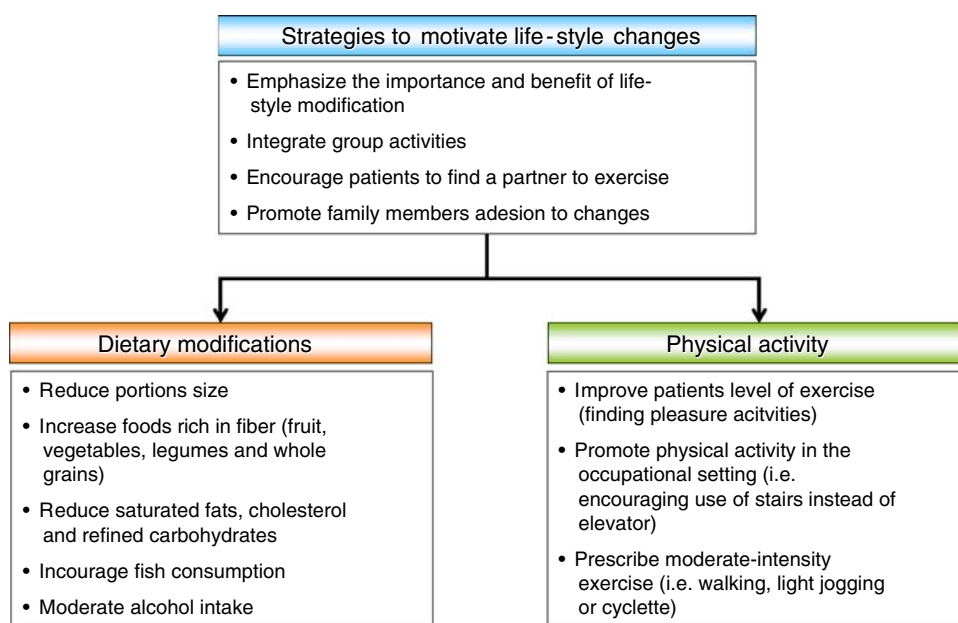 Strategies to motivate life-style changes
• Emphasize the importance and benefit of life-
style modification
• Integrate group activities
• Encourage patients to find a partner to exercise
• Promote family members adesion to changes
Dietary modifications
• Reduce portions size
• Increase foods rich in fiber (fruit,
vegetables, legumes and whole
grains)
• Reduce saturated fats, cholesterol
and refined carbohydrates
• Incourage fish consumption
• Moderate alcohol intake
Physical activity
• Improve patients level of exercise
(finding pleasure acitvities)
• Promote physical activity in the
occupational setting (i.e.
encouraging use of stairs instead of
elevator)
• Prescribe moderate-intensity
exercise (i.e. walking, light jogging
or cyclette)